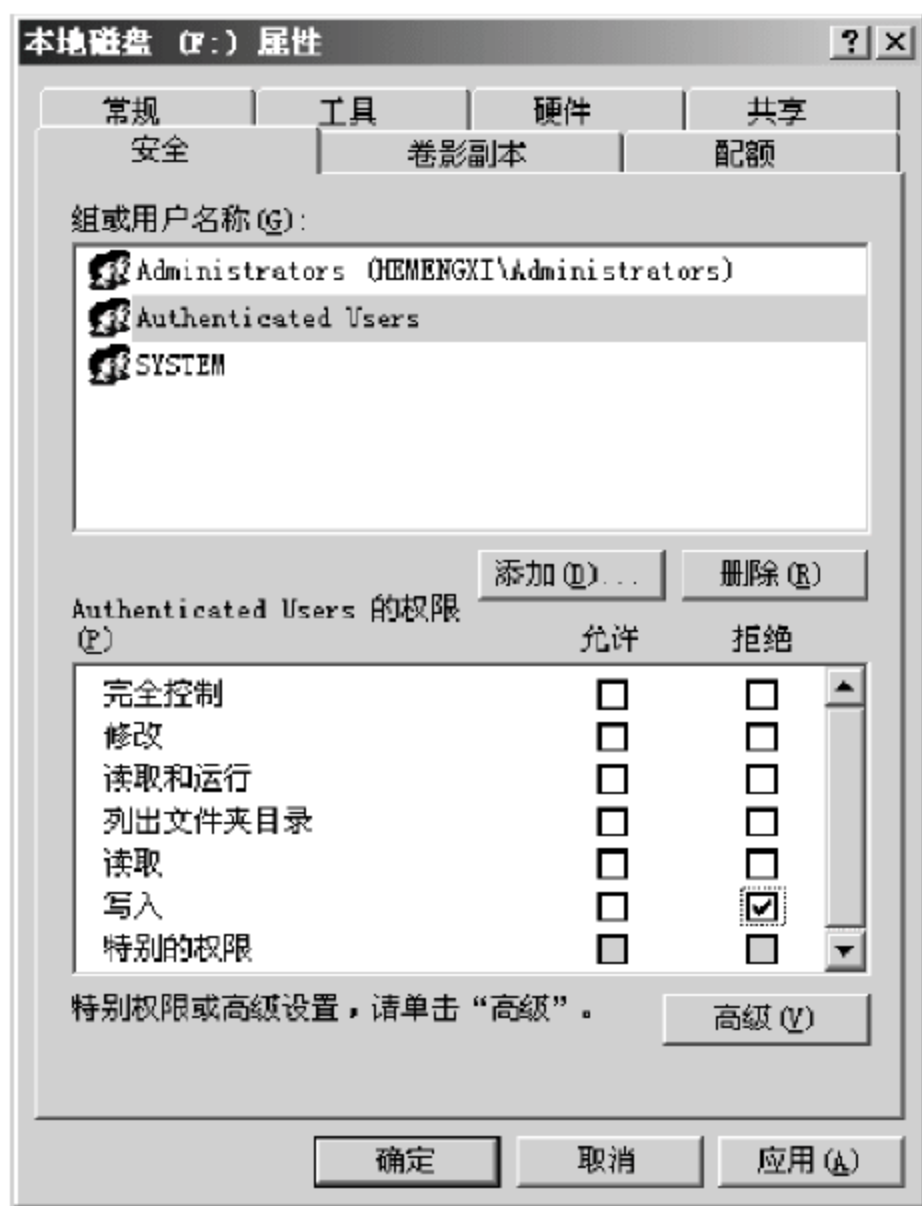 本地磁盘 (F:) 属性
常规 工具 硬件 共享
安全 卷影副本 配额
组或用户名称(G):
Administrators (HEMENGXI\Administrators)
Authenticated Users
SYSTEM
添加(D)... 删除(R)
Authenticated Users 的权限
(P) 允许 拒绝
完全控制
修改
读取和运行
列出文件夹目录
读取
写入
特别的权限
特别权限或高级设置，请单击“高级”。
高级(V)
确定 取消 应用(A)